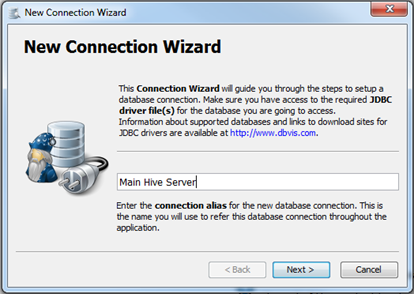 New Connection Wizard
New Connection Wizard
This Connection Wizard will guide you through the steps to setup a
database connection. Make sure you have access to the required JDBC
driver file(s) for the database you are going to access.
Information about supported databases and links to download sites for
JDBC drivers are available at http://www.dbvis.com.
Main Hive Server
Enter the connection alias for the new database connection. This is
the name you will use to refer this database connection throughout the
application.
< Back
Next >
Cancel